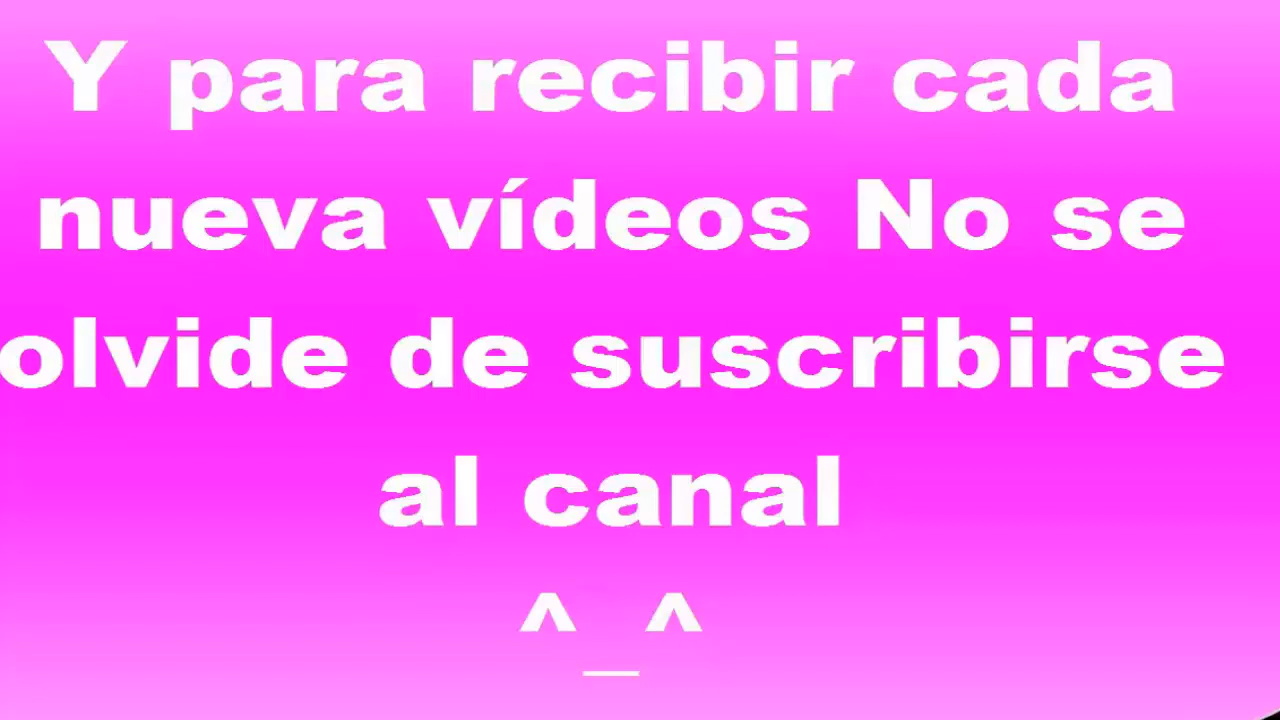 Y para recibir cada
nueva vídeos No se
olvide de suscribirse
al canal
^_^